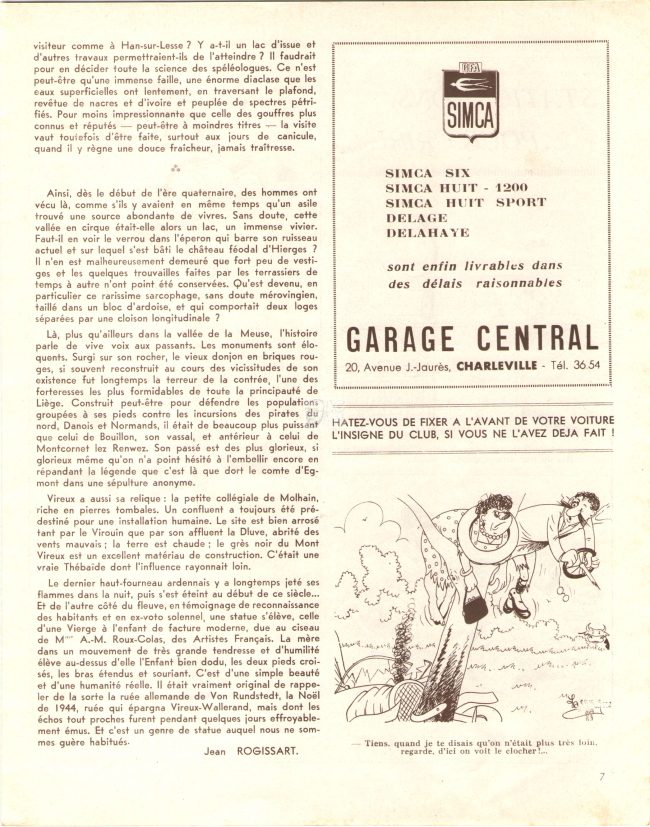 visiteur comme à Han-sur-Lesse ? Y a-t-il un lac d'issue et
d'autres travaux permettraient-ils de l'atteindre ? Il faudrait
pour en décider toute la science des spéléologues. Ce n'est
peut-être qu'une immense faille, une énorme diaclase que les
eaux superficielles ont lentement, en traversant le plafond,
revêtue de nacres et d'ivoire et peuplée de spectres pétri-
fiés. Pour moins impressionnante que celle des gouffres plus
connus et réputés — peut-être à moindres titres — la visite
vaut toutefois d'être faite, surtout aux jours de canicule,
quand il y règne une douce fraîcheur, jamais traîtresse.
Ainsi, dès le début de l'ère quaternaire, des hommes ont
vécu là, comme s'ils y avaient en même temps qu'un asile
trouvé une source abondante de vivres. Sans doute, cette
vallée en cirque était-elle alors un lac, un immense vivier.
Faut-il en voir le verrou dans l'éperon qui barre son ruisseau
actuel et sur lequel s'est bâti le château féodal d'Hierges ?
Il n'en est malheureusement demeuré que fort peu de vesti-
ges et les quelques trouvailles faites par les terrassiers de
temps à autre n'ont point été conservées. Qu'est devenu, en
particulier ce rarissime sarcophage, sans doute mérovingien,
taillé dans un bloc d'ardoise, et qui comportait deux loges
séparées par une cloison longitudinale ?
Là, plus qu'ailleurs dans la vallée de la Meuse, l'histoire
parle de vive voix aux passants. Les monuments sont élo-
quents. Surgi sur son rocher, le vieux donjon en briques rou-
ges, si souvent reconstruit au cours des vicissitudes de son
existence fut longtemps la terreur de la contrée, l'une des
forteresses les plus formidables de toute la principauté de
Liège. Construit peut-être pour défendre les populations
groupées à ses pieds contre les incursions des pirates du
nord, Danois et Normands, il était de beaucoup plus puissant
que celui de Bouillon, son vassal, et antérieur à celui de
Montcornet lez Renwez. Son passé est des plus glorieux, si
glorieux même qu'on n'a point hésité à l'embellir encore en
répandant la légende que c'est là que dort le comte d'Eg-
mont dans une sépulture anonyme.
Vireux a aussi sa relique : la petite collégiale de Molhain,
riche en pierres tombales. Un confluent a toujours été pré-
destiné pour une installation humaine. Le site est bien arrosé
tant par le Virouin que par son affluent la Dluve, abrité des
vents mauvais ; la terre est chaude ; le grès noir du Mont
Vireux est un excellent matériau de construction. C'était une
vraie Thébaïde dont l'influence rayonnait loin.
Le dernier haut-fourneau ardennais y a longtemps jeté ses
flammes dans la nuit, puis s'est éteint au début de ce siècle...
Et de l'autre côté du fleuve, en témoignage de reconnaissance
des habitants et en ex-voto solennel, une statue s'élève, celle
d'une Vierge à l'enfant de facture moderne, due au ciseau
de Mme A.-M. Roux-Colas, des Artistes Français. La mère
dans un mouvement de très grande tendresse et d'humilité
élève au-dessus d'elle l'Enfant bien dodu, les deux pieds croi-
sés, les bras étendus et souriant. C'est d'une simple beauté
et d'une humanité réelle. Il était vraiment original de rappe-
ler de la sorte la ruée allemande de Von Rundstedt, la Noël
de 1944, ruée qui épargna Vireux-Wallerand, mais dont les
échos tout proches furent pendant quelques jours effroyable-
ment émus. Et c'est un genre de statue auquel nous ne som-
mes guère habitués.
Jean ROGISSART.
SIMCA
SIMCA SIX
SIMCA HUIT - 1200
SIMCA HUIT SPORT
DELAGE
DELAHAYE
sont enfin livrables dans
des délais raisonnables
GARAGE CENTRAL
20, Avenue J.-Jaurès, CHARLEVILLE - Tél. 36.54
HATEZ-VOUS DE FIXER A L'AVANT DE VOTRE VOITURE
L'INSIGNE DU CLUB, SI VOUS NE L'AVEZ DEJA FAIT !
— Tiens, quand je te disais qu'on n'était plus très loin,
regarde, d'ici on voit le clocher !...
7